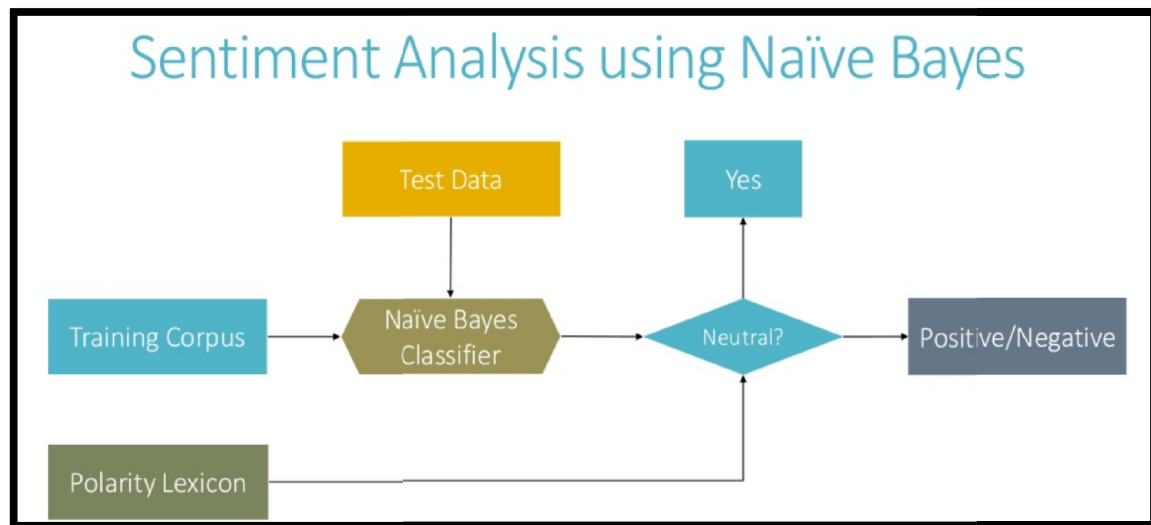 Sentiment Analysis using Naïve Bayes
Test Data
Yes
Training Corpus
Naïve Bayes
Classifier
Neutral?
Positive/Negative
Polarity Lexicon